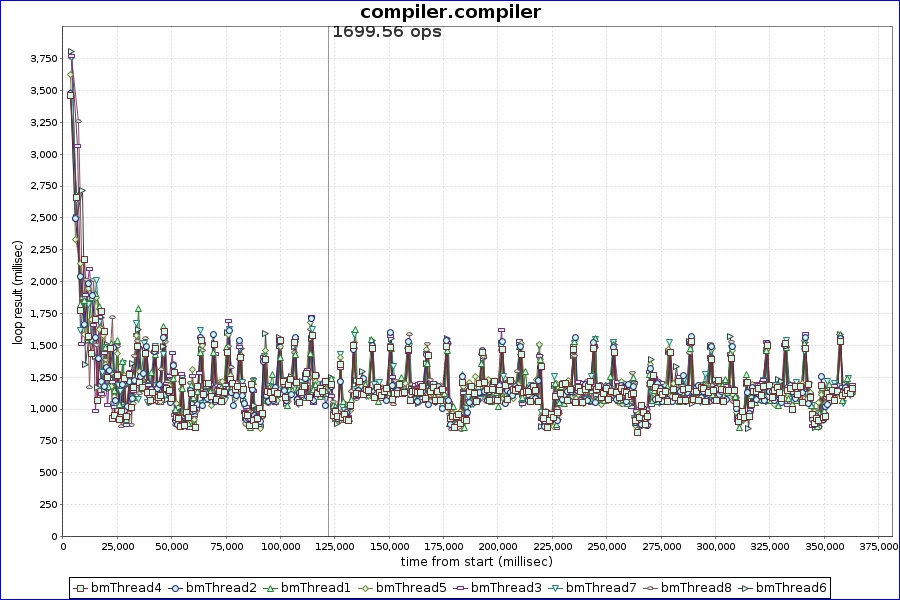 compiler.compiler
1699.56 ops
3,750
3,500
3,250
3,000
2,750
2,500
2,250
2,000
1,750
1,500
1,250
1,000
750
500
250
0
loop result (millisec)
0 25,000 50,000 75,000 100,000 125,000 150,000 175,000 200,000 225,000 250,000 275,000 300,000 325,000 350,000 375,000
time from start (millisec)
bmThread4 bmThread2 bmThread1 bmThread5 bmThread3 bmThread7 bmThread8 bmThread6